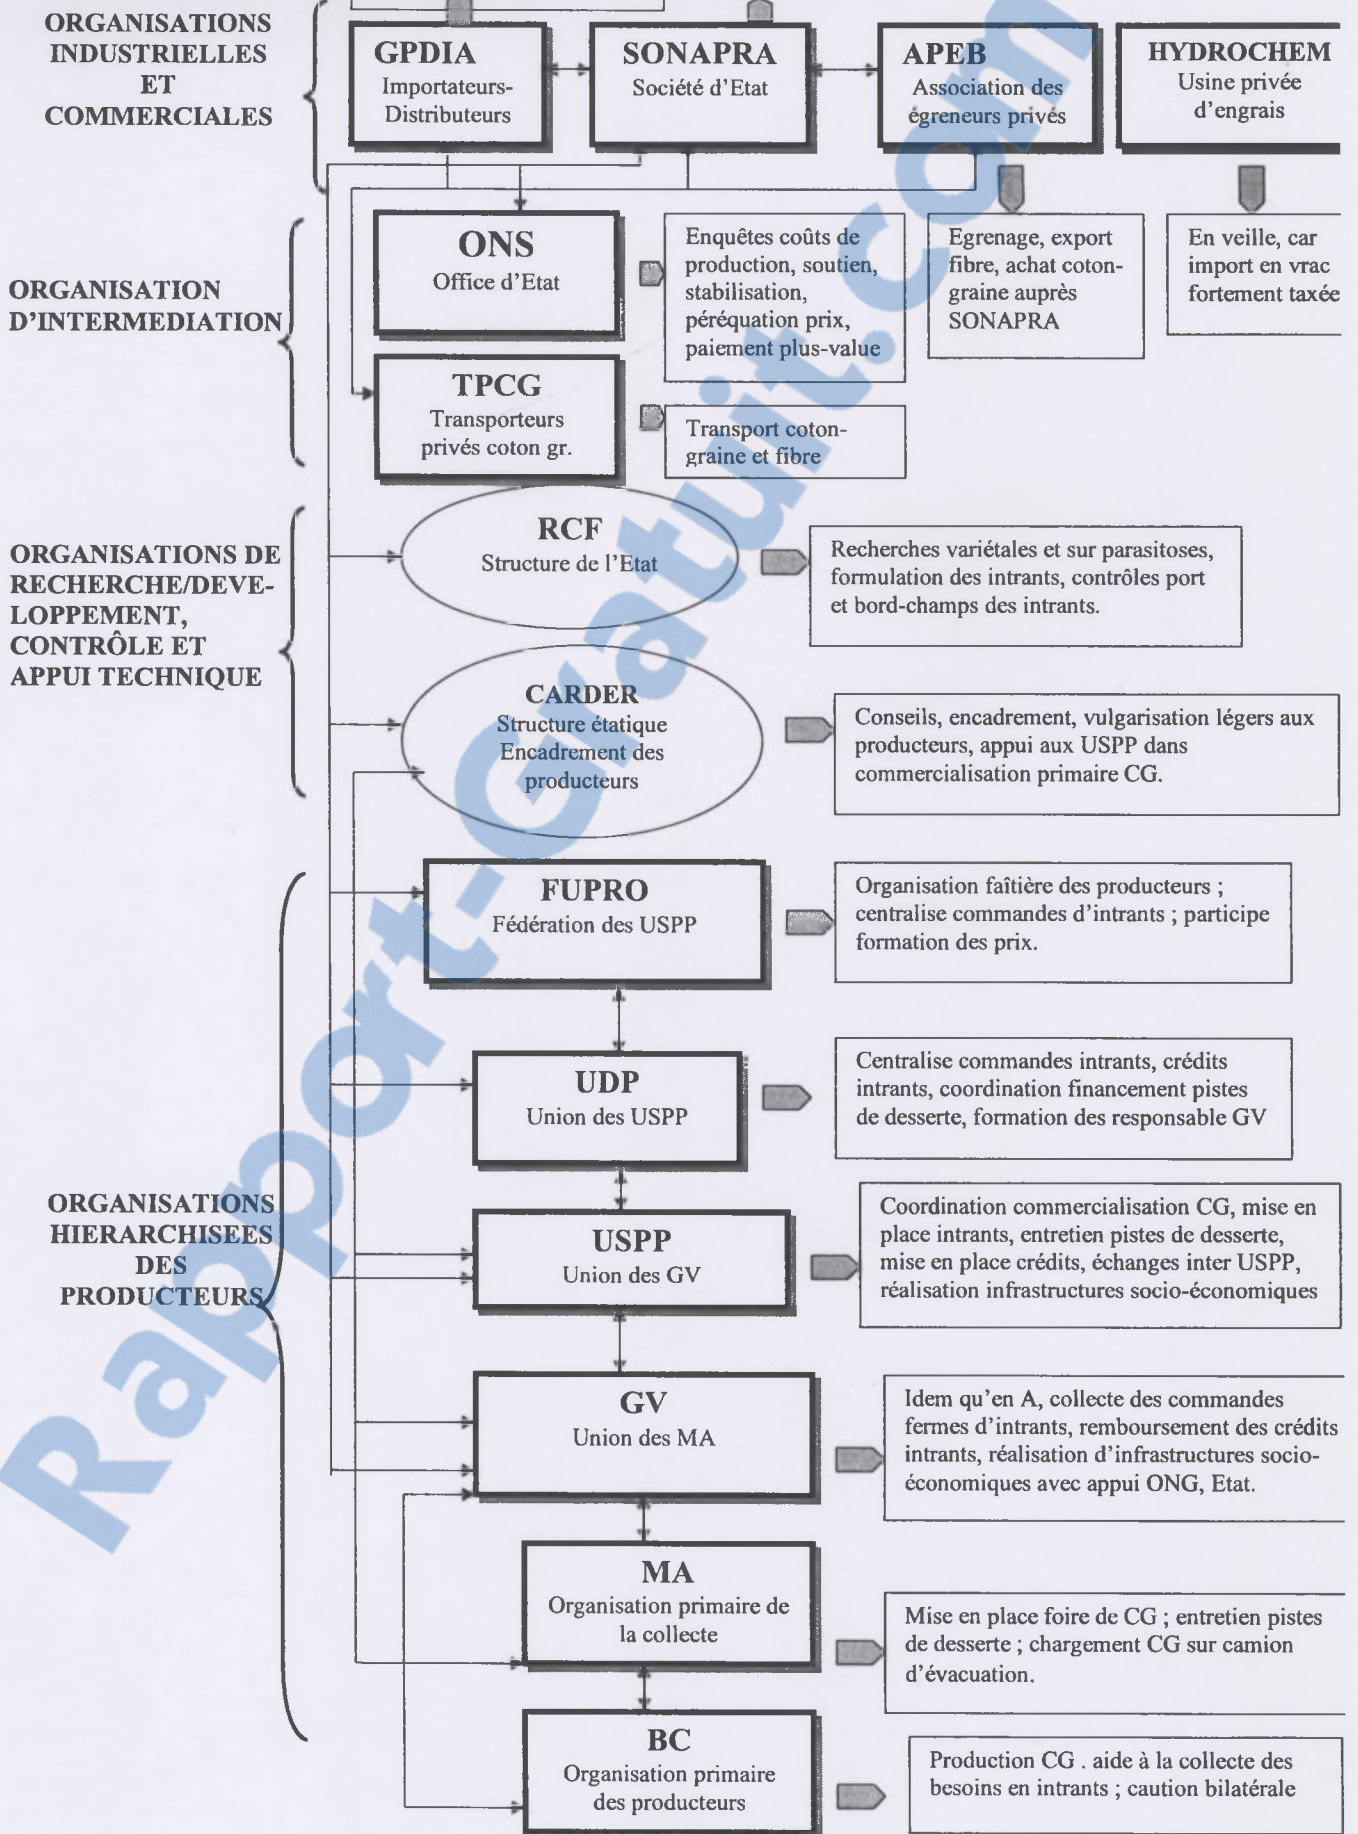 ORGANISATIONS
INDUSTRIELLES
ET
COMMERCIALES
GPDIA
Importateurs-
Distributeurs
SONAPRA
Société d'Etat
APEB
Association des
égreneurs privés
HYDROCHEM
Usine privée
d'engrais
ORGANISATION
D'INTERMEDIATION
ONS
Office d'Etat
Enquêtes coûts de
production, soutien,
stabilisation,
péréquation prix,
paiement plus-value
Egrenage, export
fibre, achat coton-
graine auprès
SONAPRA
En veille, car
import en vrac
fortement taxée
TPCG
Transporteurs
privés coton gr.
Transport coton-
graine et fibre
ORGANISATIONS DE
RECHERCHE/DEVE-
LOPPEMENT,
CONTRÔLE ET
APPUI TECHNIQUE
RCF
Structure de l'Etat
Recherches variétales et sur parasitoses,
formulation des intrants, contrôles port
et bord-champs des intrants.
CARDER
Structure étatique
Encadrement des
producteurs
Conseils, encadrement, vulgarisation légers aux
producteurs, appui aux USPP dans
commercialisation primaire CG.
ORGANISATIONS
HIERARCHISEES
DES
PRODUCTEURS
FUPRO
Fédération des USPP
Organisation faîtière des producteurs ;
centralise commandes d'intrants ; participe
formation des prix.
UDP
Union des USPP
Centralise commandes intrants, crédits
intrants, coordination financement pistes
de desserte, formation des responsable GV
USPP
Union des GV
Coordination commercialisation CG, mise en
place intrants, entretien pistes de desserte,
mise en place crédits, échanges inter USPP,
réalisation infrastructures socio-économiques
GV
Union des MA
Idem qu'en A, collecte des commandes
fermes d'intrants, remboursement des crédits
intrants, réalisation d'infrastructures socio-
économiques avec appui ONG, Etat.
MA
Organisation primaire de
la collecte
Mise en place foire de CG ; entretien pistes
de desserte ; chargement CG sur camion
d'évacuation.
BC
Organisation primaire
des producteurs
Production CG . aide à la collecte des
besoins en intrants ; caution bilatérale
Rapport-Gratuit.com